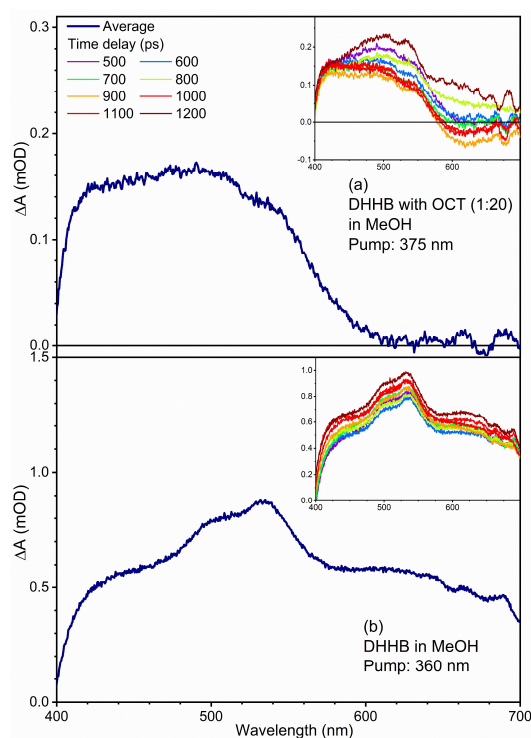 Average
Time delay (ps)
500 600
700 800
900 1000
1100 1200
0.3
0.2
0.1
0.0
ΔA (mOD)
0.2
0.1
0.0
-0.1
400 500 600
(a)
DHHB with OCT (1:20)
in MeOH
Pump: 375 nm
1.5
1.0
0.5
0.0
ΔA (mOD)
1.0
0.8
0.6
0.4
0.2
0.0
400 500 600
(b)
DHHB in MeOH
Pump: 360 nm
400 500 600 700
Wavelength (nm)